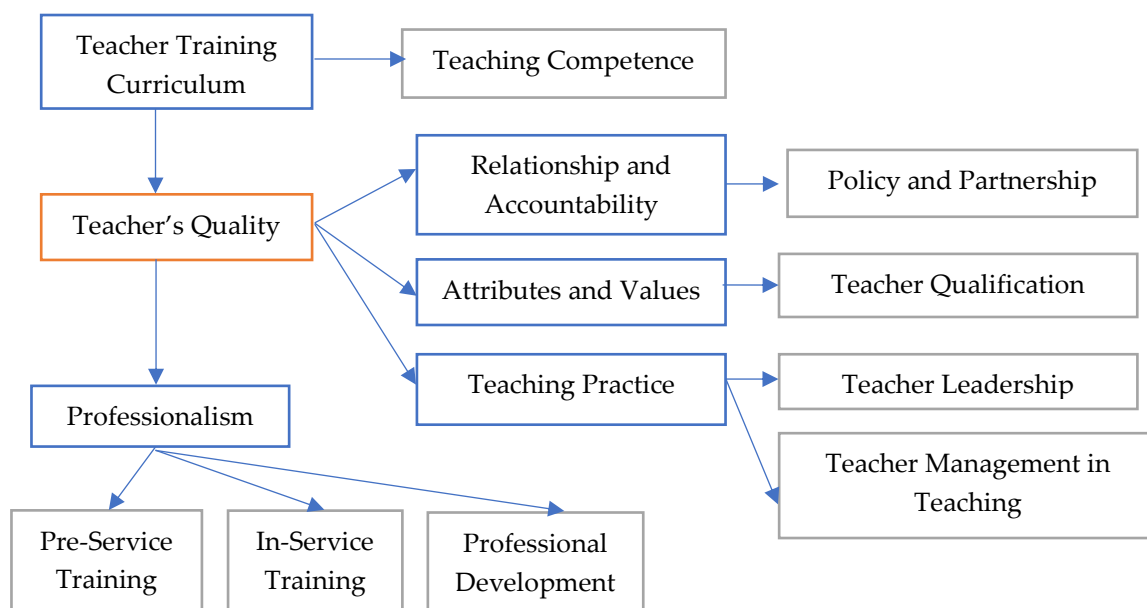 Teacher Training
Curriculum
Teaching Competence
Relationship and
Accountability
Policy and Partnership
Teacher’s Quality
Attributes and Values
Teacher Qualification
Teaching Practice
Teacher Leadership
Professionalism
Teacher Management in
Teaching
Pre-Service
Training
In-Service
Training
Professional
Development